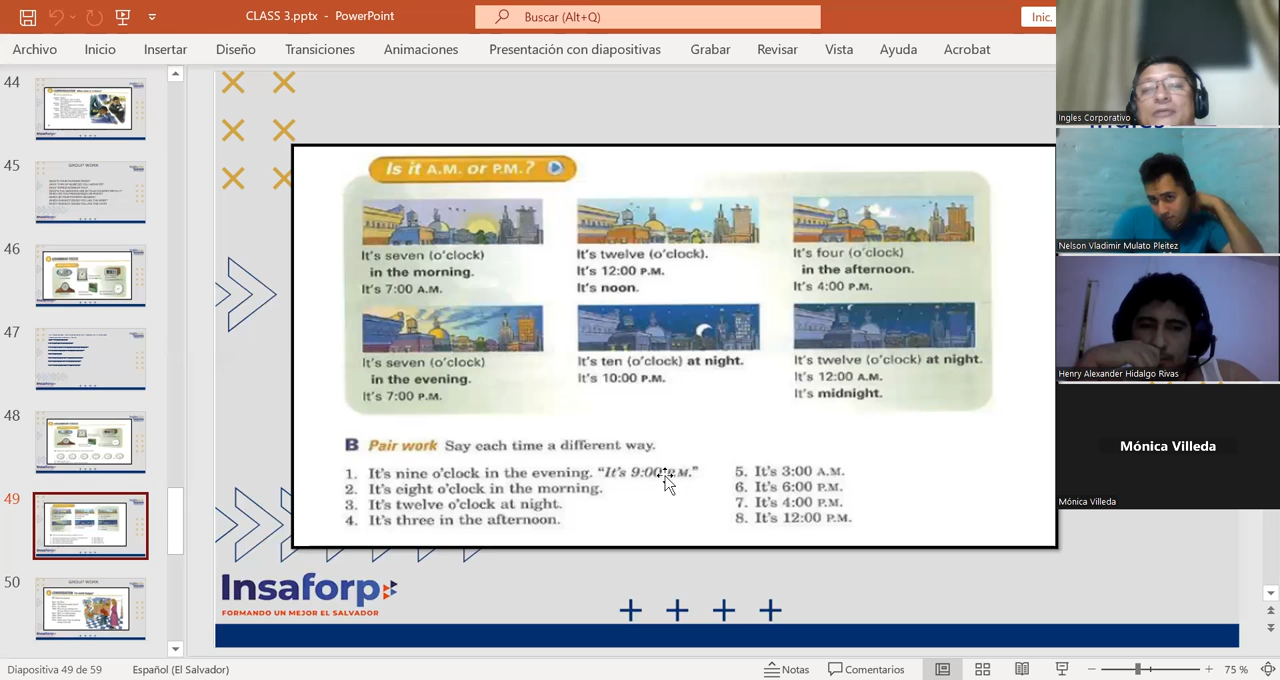 CLASS 3.pptx - PowerPoint
Buscar (Alt+Q)
Inic.
Archivo Inicio Insertar Diseño Transiciones Animaciones Presentación con diapositivas Grabar Revisar Vista Ayuda Acrobat
44
45
GROUP WORK
46
47
48
49
50
GROUP WORK
Is it A.M. or P.M.?
It's seven (o'clock)
in the morning.
It's 7:00 A.M.
It's twelve (o'clock).
It's 12:00 P.M.
It's noon.
It's four (o'clock)
in the afternoon.
It's 4:00 P.M.
It's seven (o'clock)
in the evening.
It's 7:00 P.M.
It's ten (o'clock) at night.
It's 10:00 P.M.
It's twelve (o'clock) at night.
It's 12:00 A.M.
It's midnight.
B Pair work Say each time a different way.
1. It's nine o'clock in the evening. "It's 9:00 P.M."
2. It's eight o'clock in the morning.
3. It's twelve o'clock at night.
4. It's three in the afternoon.
5. It's 3:00 A.M.
6. It's 6:00 P.M.
7. It's 4:00 P.M.
8. It's 12:00 P.M.
Insaforp
FORMANDO UN MEJOR EL SALVADOR
Ingles Corporativo
Nelson Vladimir Mulato Pleitez
Henry Alexander Hidalgo Rivas
Mónica Villeda
Mónica Villeda
Diapositiva 49 de 59
Español (El Salvador)
Notas
Comentarios
75 %